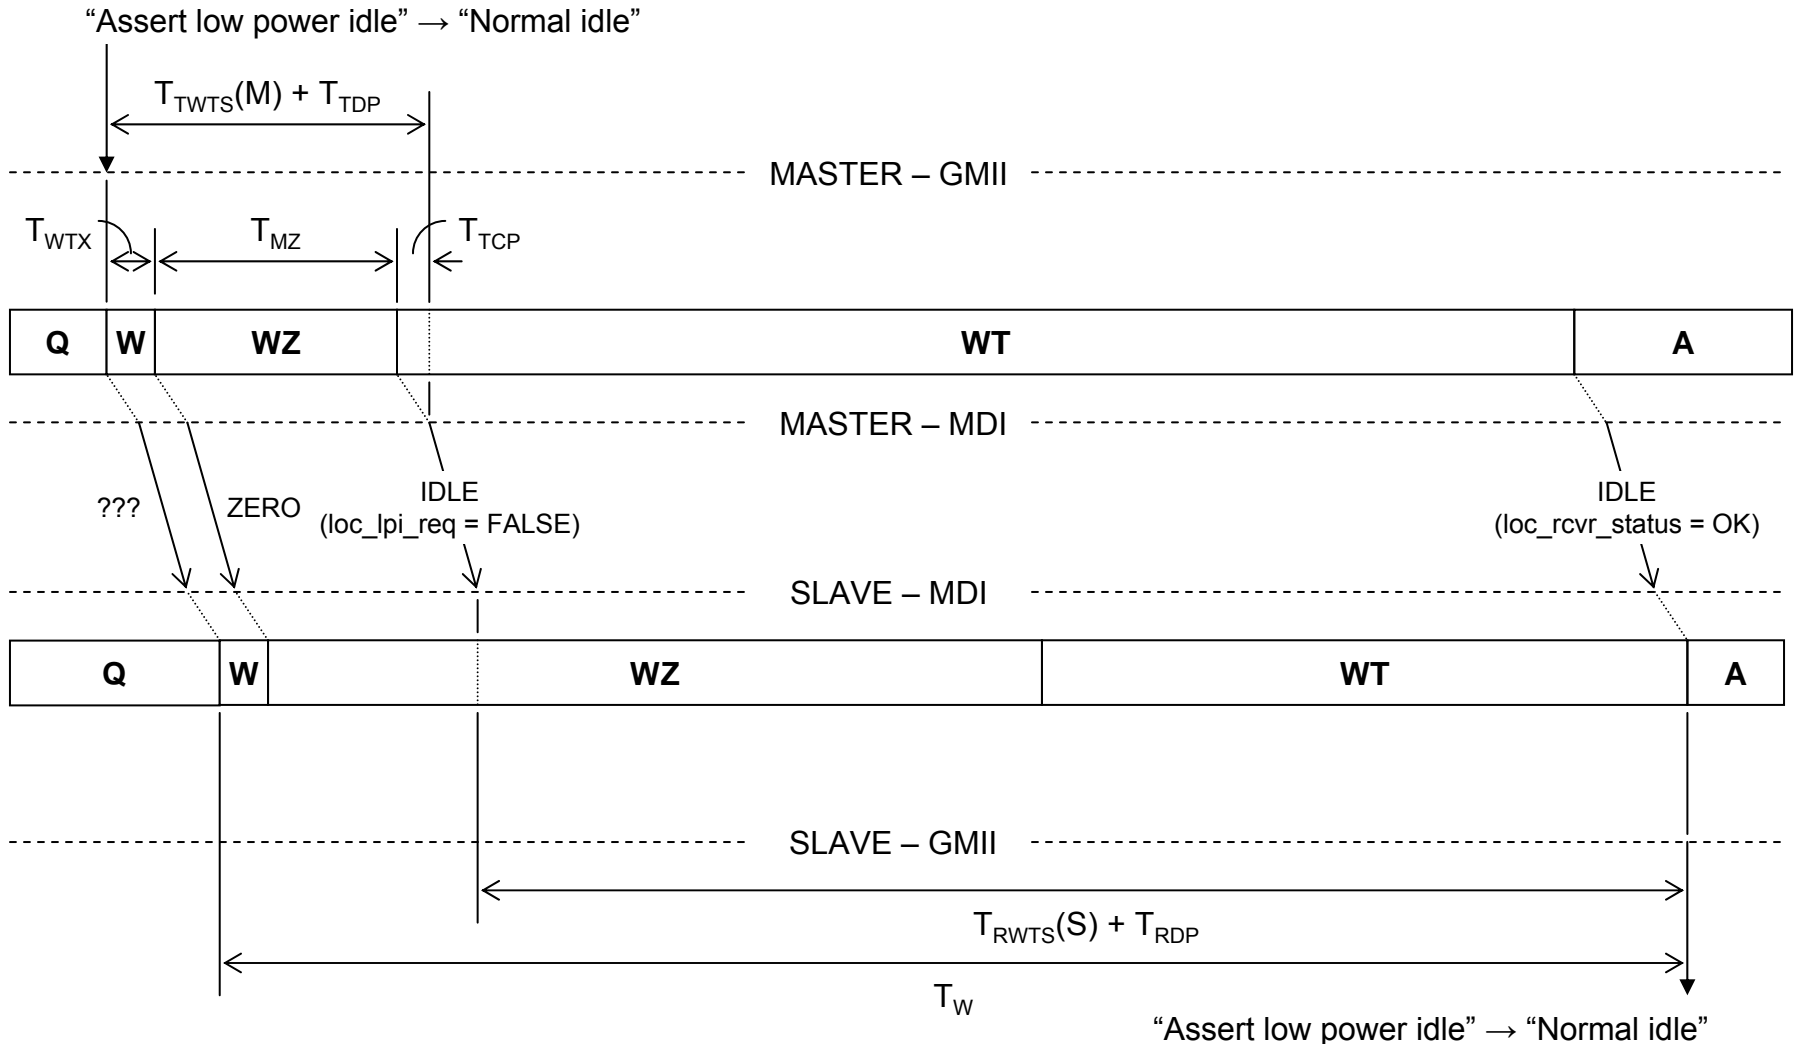 “Assert low power idle” → “Normal idle”
T_TWTS(M) + T_TDP
MASTER – GMII
T_WTX T_MZ T_TCP
Q W WZ WT A
MASTER – MDI
??? ZERO IDLE
(loc_lpi_req = FALSE)
IDLE
(loc_rcvr_status = OK)
SLAVE – MDI
Q W WZ WT A
SLAVE – GMII
T_RWTS(S) + T_RDP
T_W
“Assert low power idle” → “Normal idle”